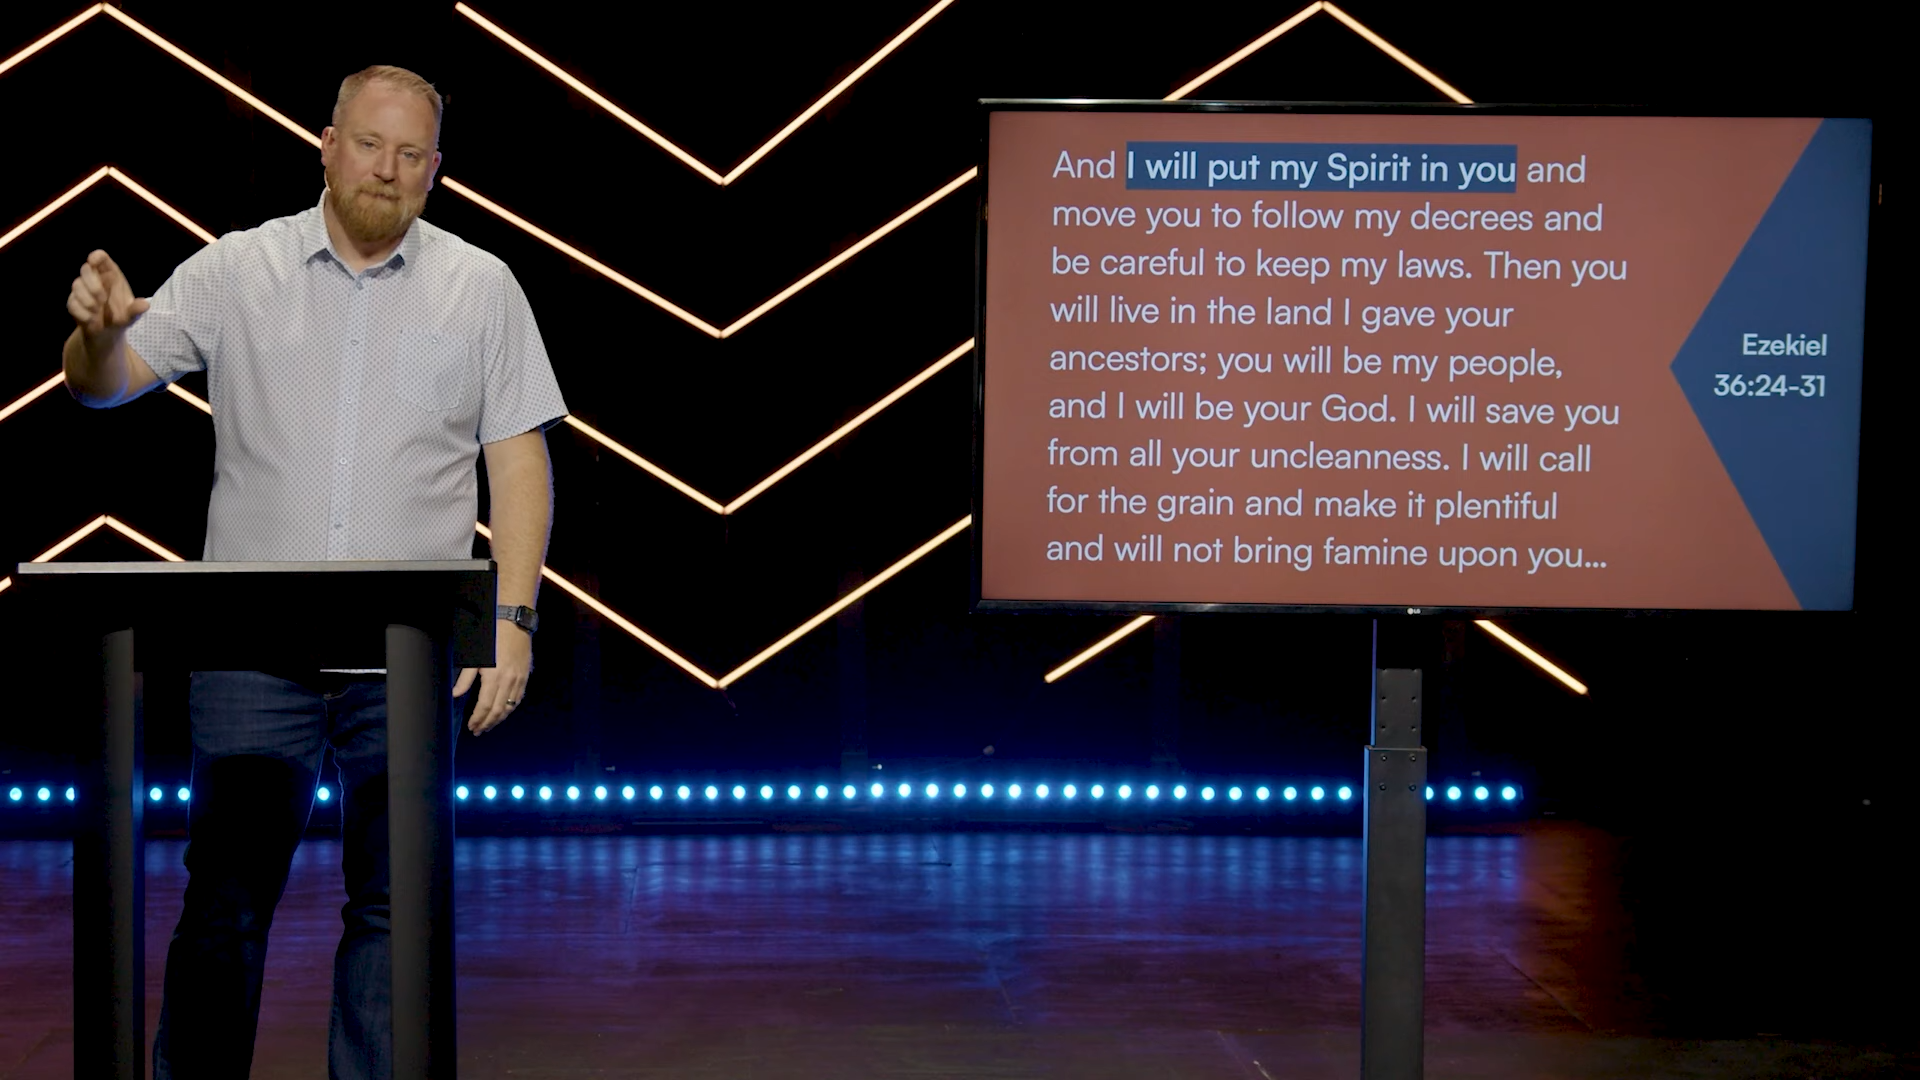 And I will put my Spirit in you and
move you to follow my decrees and
be careful to keep my laws. Then you
will live in the land I gave your
ancestors; you will be my people,
and I will be your God. I will save you
from all your uncleanness. I will call
for the grain and make it plentiful
and will not bring famine upon you...
Ezekiel
36:24-31
LG